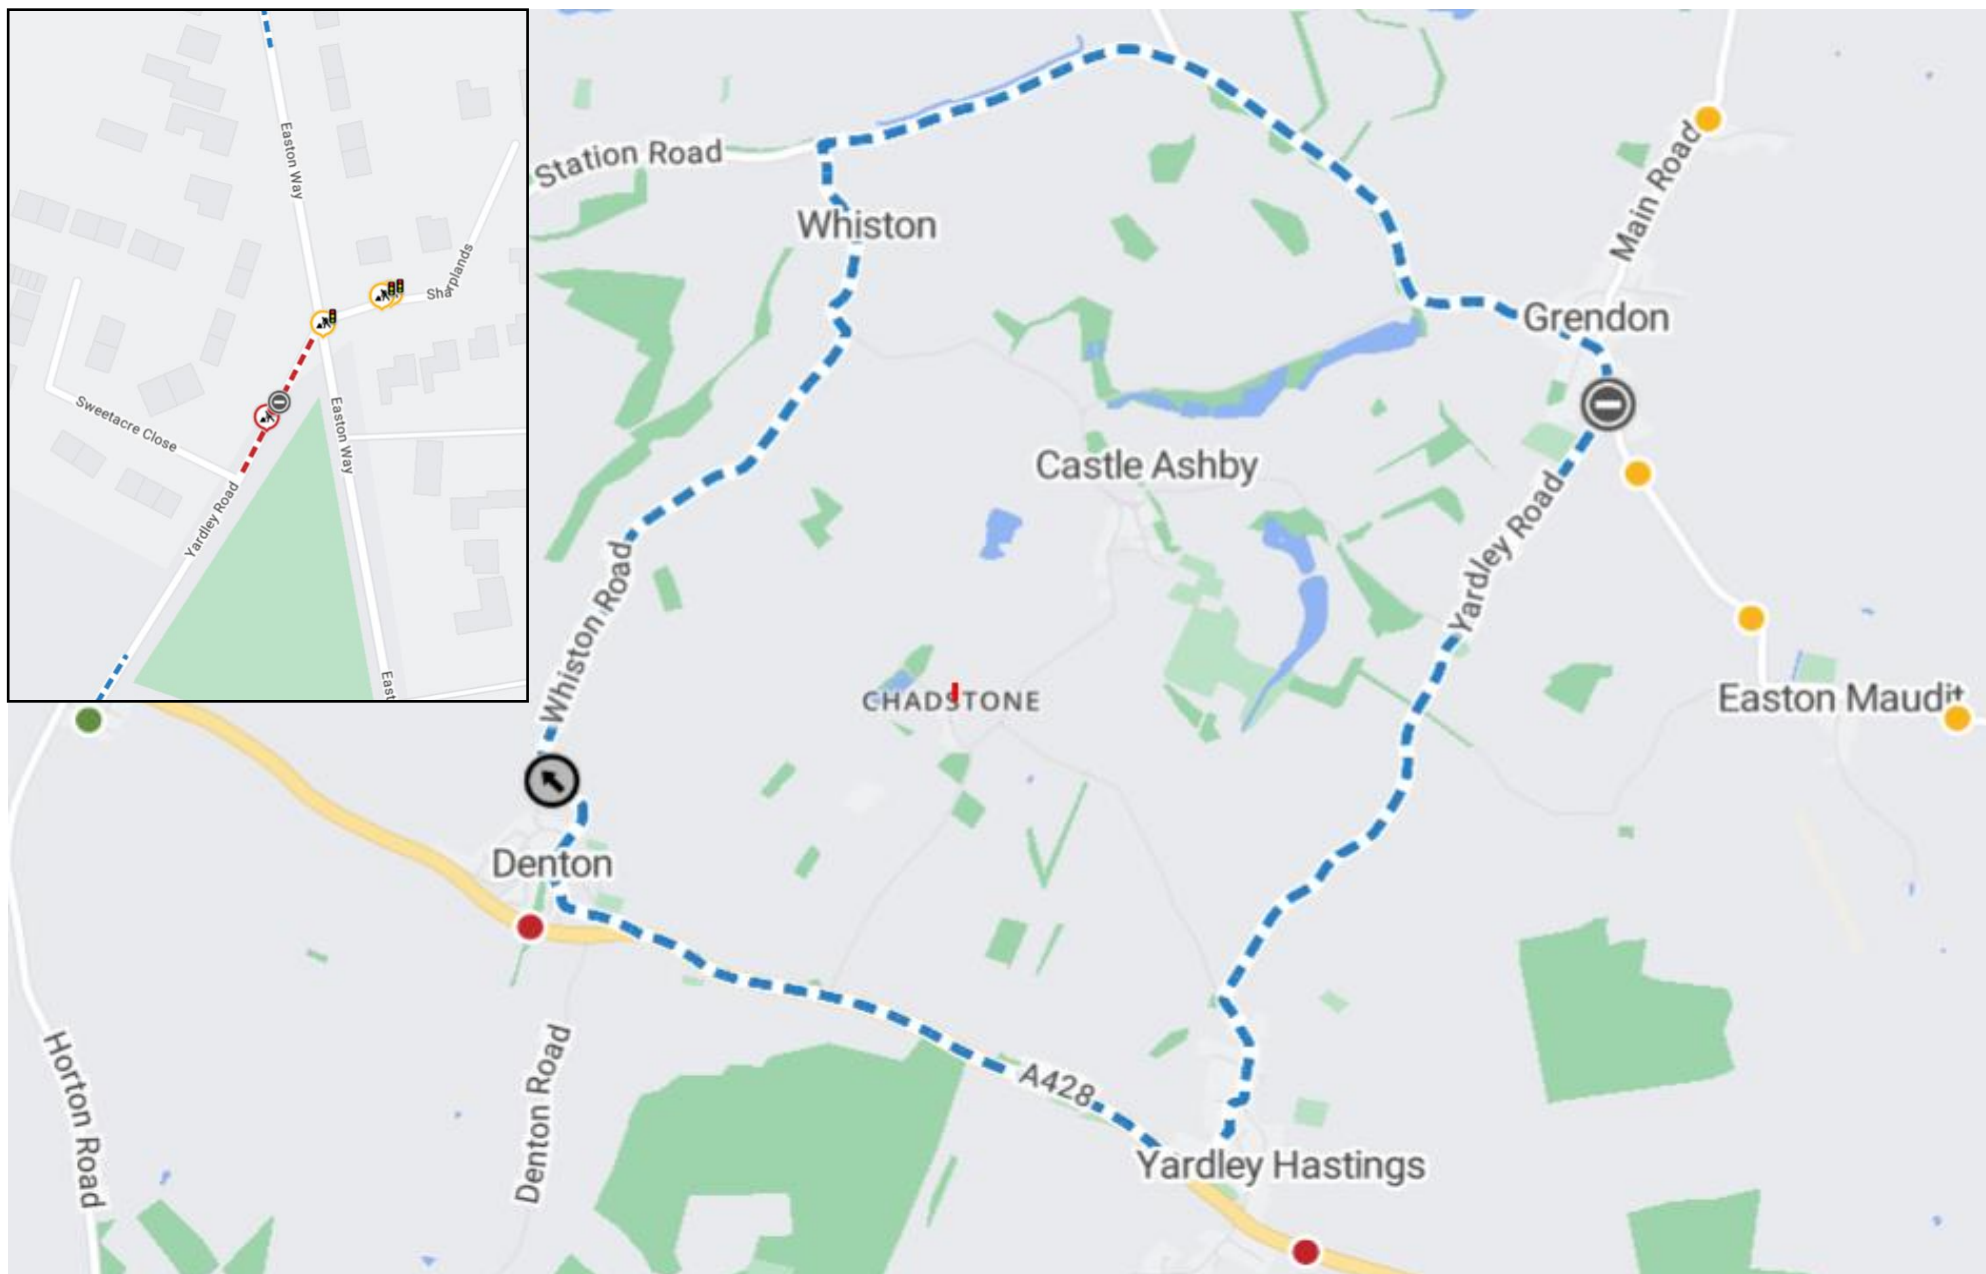 Easton Way
Sharplands
Easton Way
Sweetacre Close
Yardley Road
East
Station Road
Whiston
Main Road
Grendon
Castle Ashby
Yardley Road
Whiston Road
CHADSTONE
Easton Maudit
Denton
Horton Road
Denton Road
A428
Yardley Hastings